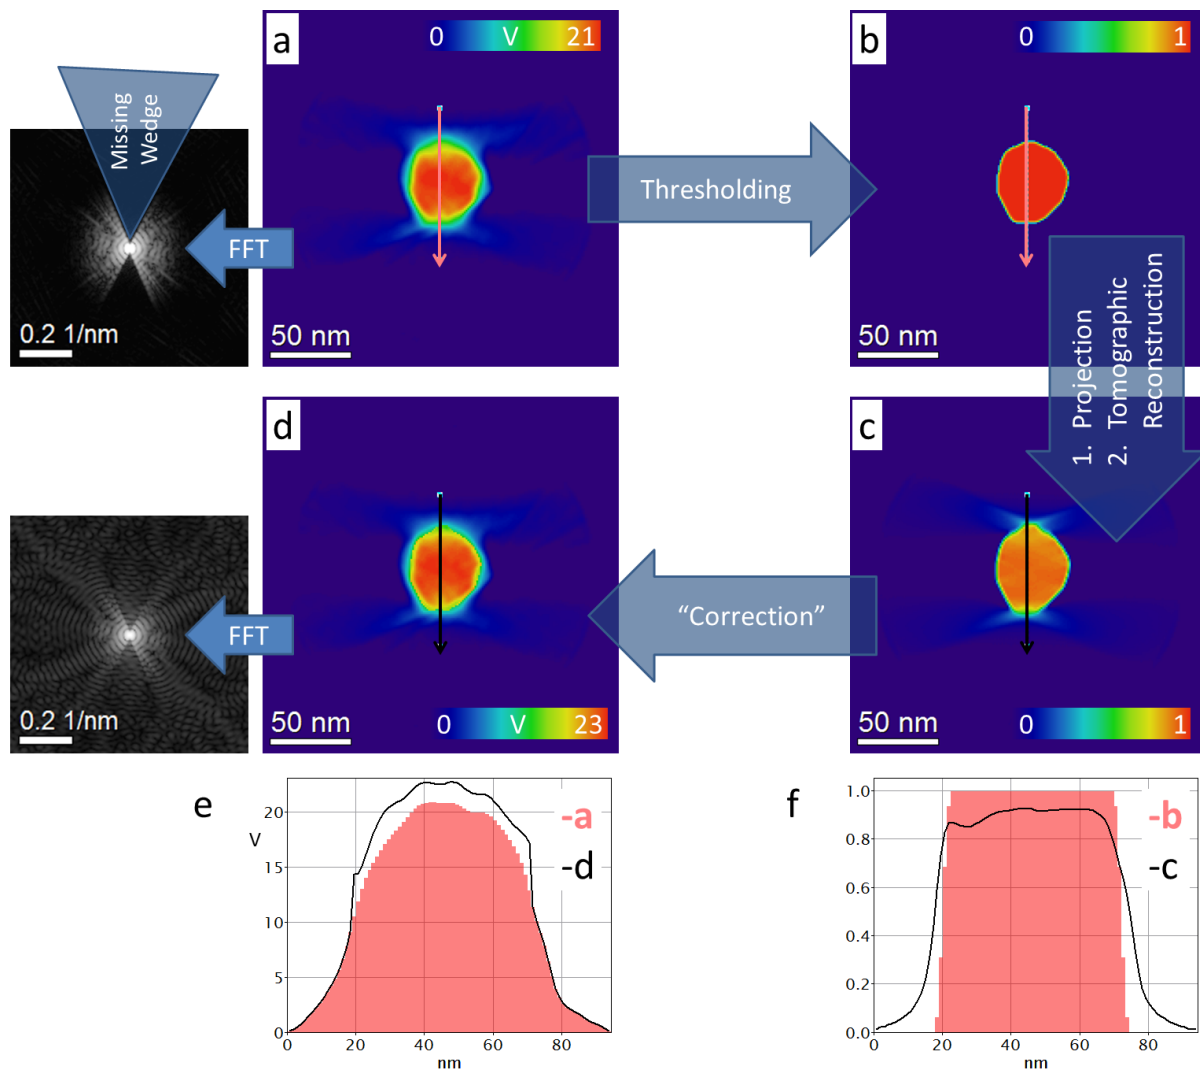 a
0 V 21
b
0 1
Missing
Wedge
Thresholding
FFT
0.2 1/nm
50 nm
50 nm
1. Projection
2. Tomographic
Reconstruction
d
c
"Correction"
FFT
0.2 1/nm
50 nm
0 V 23
50 nm
0 1
e
20
V
15
10
5
0
0 20 40 60 80
nm
-a
-d
f
1.0
0.8
0.6
0.4
0.2
0.0
0 20 40 60 80
nm
-b
-c